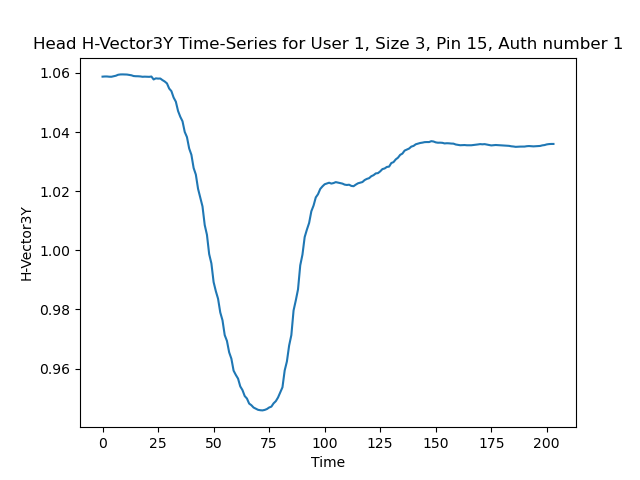 Head H-Vector3Y Time-Series for User 1, Size 3, Pin 15, Auth number 1
1.06
1.04
1.02
1.00
0.98
0.96
H-Vector3Y
0 25 50 75 100 125 150 175 200
Time